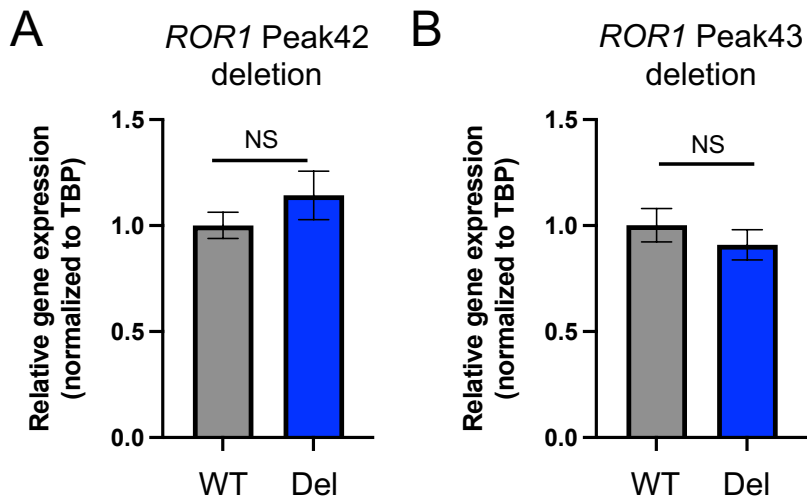 A
ROR1 Peak42
deletion
Relative gene expression
(normalized to TBP)
1.5
1.0
0.5
0.0
NS
WT
Del
B
ROR1 Peak43
deletion
Relative gene expression
(normalized to TBP)
1.5
1.0
0.5
0.0
NS
WT
Del